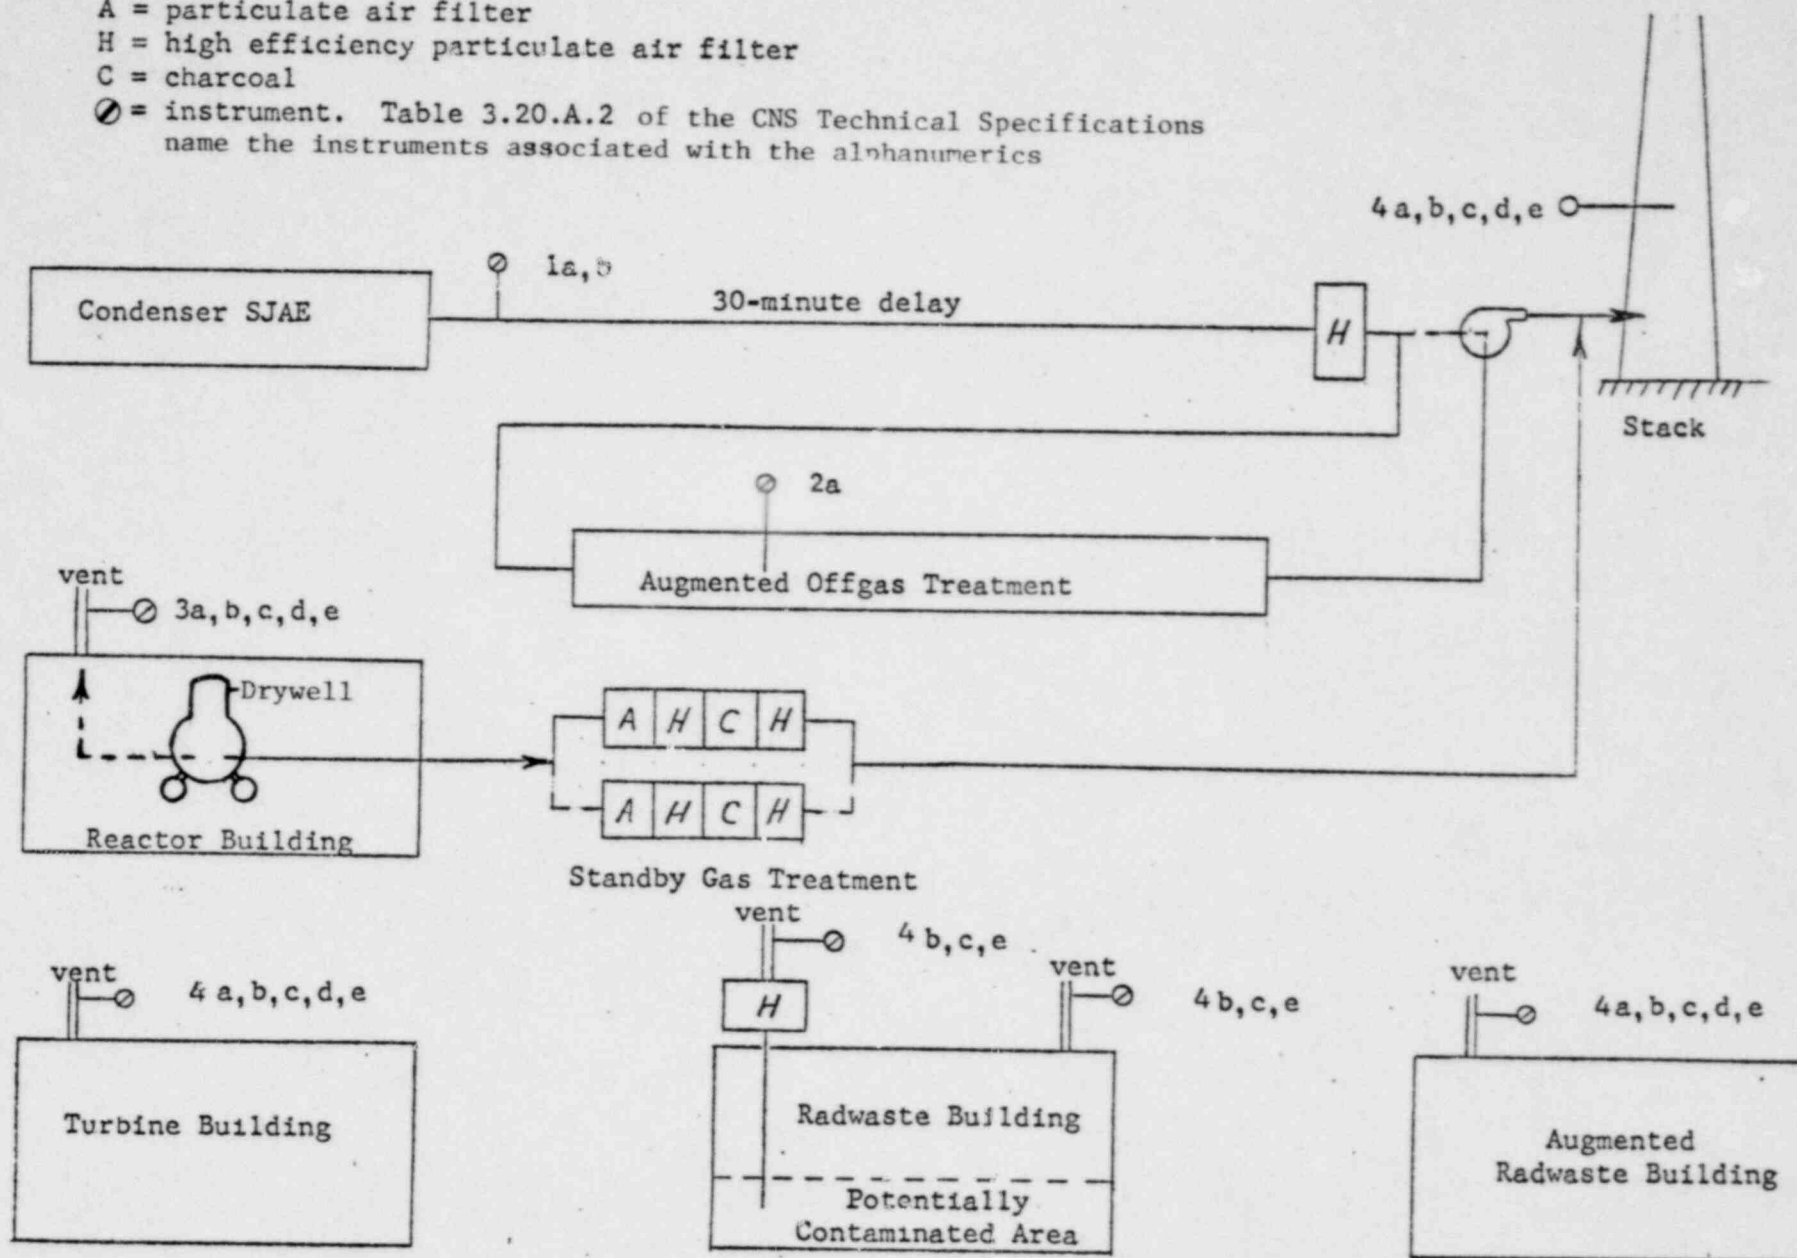 A = particulate air filter
H = high efficiency particulate air filter
C = charcoal
= instrument. Table 3.20.A.2 of the CNS Technical Specifications
name the instruments associated with the alphanumerics
4a,b,c,d,e
1a,b
Condenser SJAE
30-minute delay
H
Stack
2a
Augmented Offgas Treatment
vent
3a,b,c,d,e
Drywell
A H C H
A H C H
Reactor Building
Standby Gas Treatment
vent
4 b,c,e
vent
4 a,b,c,d,e
H
vent
4b,c,e
vent
4a,b,c,d,e
Turbine Building
Radwaste Building
Potentially
Contaminated Area
Augmented
Radwaste Building